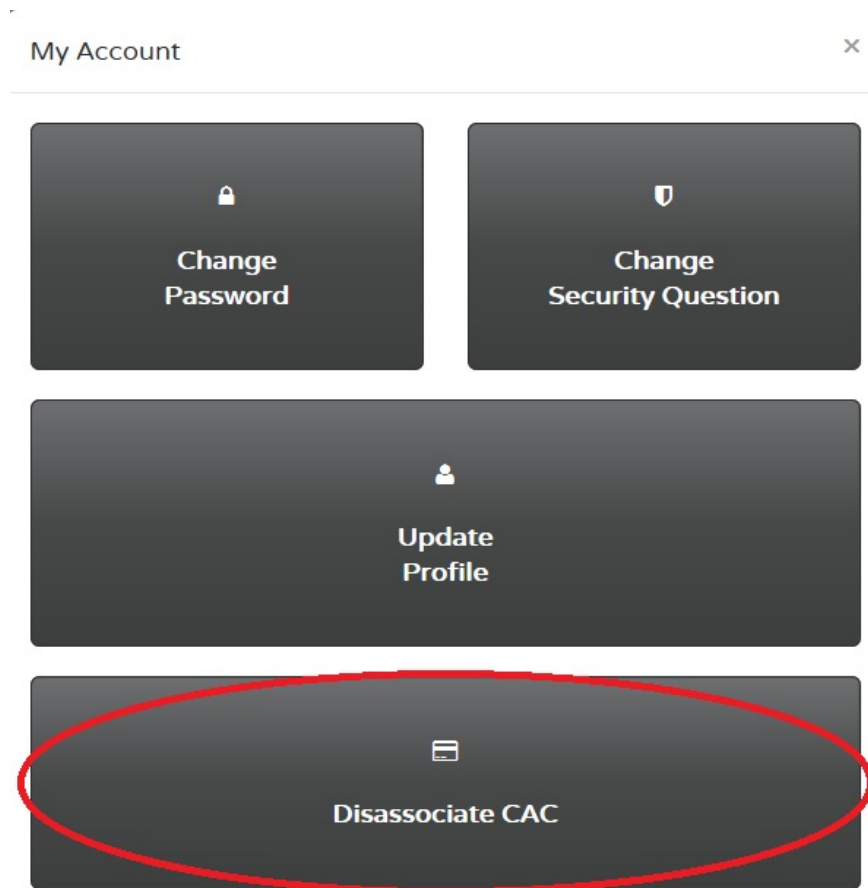 My Account
×
Change
Password
Change
Security Question
Update
Profile
Disassociate CAC